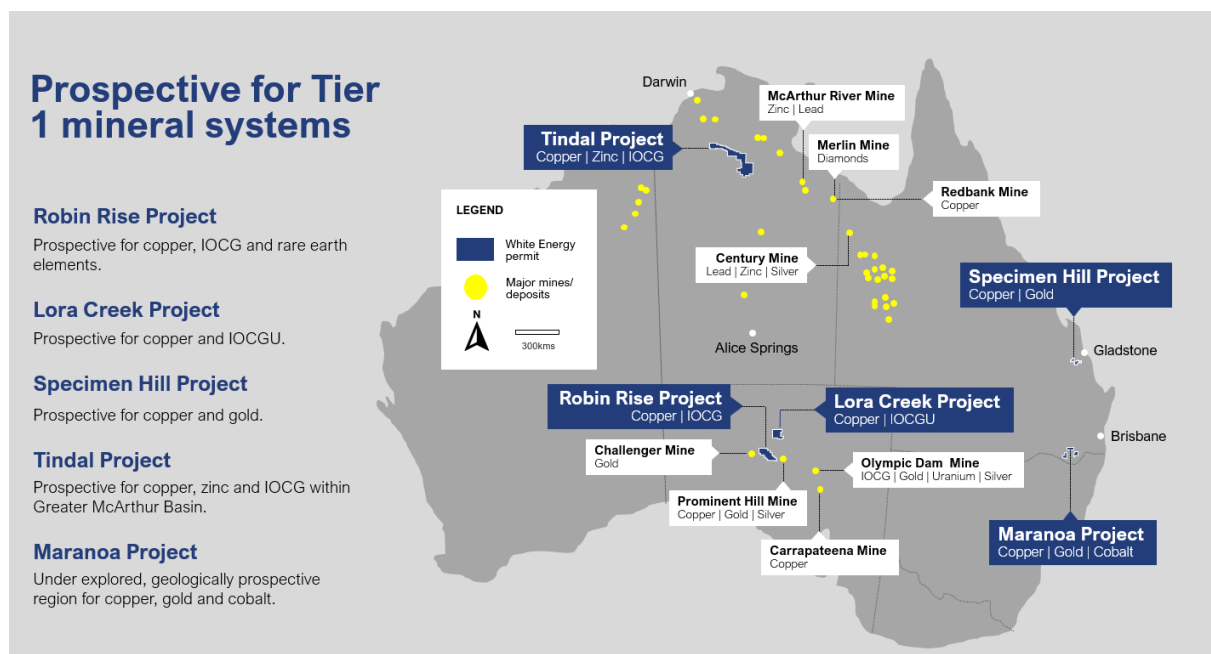 Prospective for Tier
1 mineral systems
Robin Rise Project
Prospective for copper, IOCG and rare earth
elements.
Lora Creek Project
Prospective for copper and IOCGU.
Specimen Hill Project
Prospective for copper and gold.
Tindal Project
Prospective for copper, zinc and IOCG within
Greater McArthur Basin.
Maranoa Project
Under explored, geologically prospective
region for copper, gold and cobalt.
LEGEND
White Energy
permit
Major mines/
deposits
N
300kms
Darwin
McArthur River Mine
Zinc | Lead
Tindal Project
Copper | Zinc | IOCG
Merlin Mine
Diamonds
Redbank Mine
Copper
Century Mine
Lead | Zinc | Silver
Specimen Hill Project
Copper | Gold
Alice Springs
Gladstone
Robin Rise Project
Copper | IOCG
Lora Creek Project
Copper | IOCGU
Brisbane
Challenger Mine
Gold
Olympic Dam  Mine
IOCG | Gold | Uranium | Silver
Prominent Hill Mine
Copper | Gold | Silver
Maranoa Project
Copper | Gold | Cobalt
Carrapateena Mine
Copper